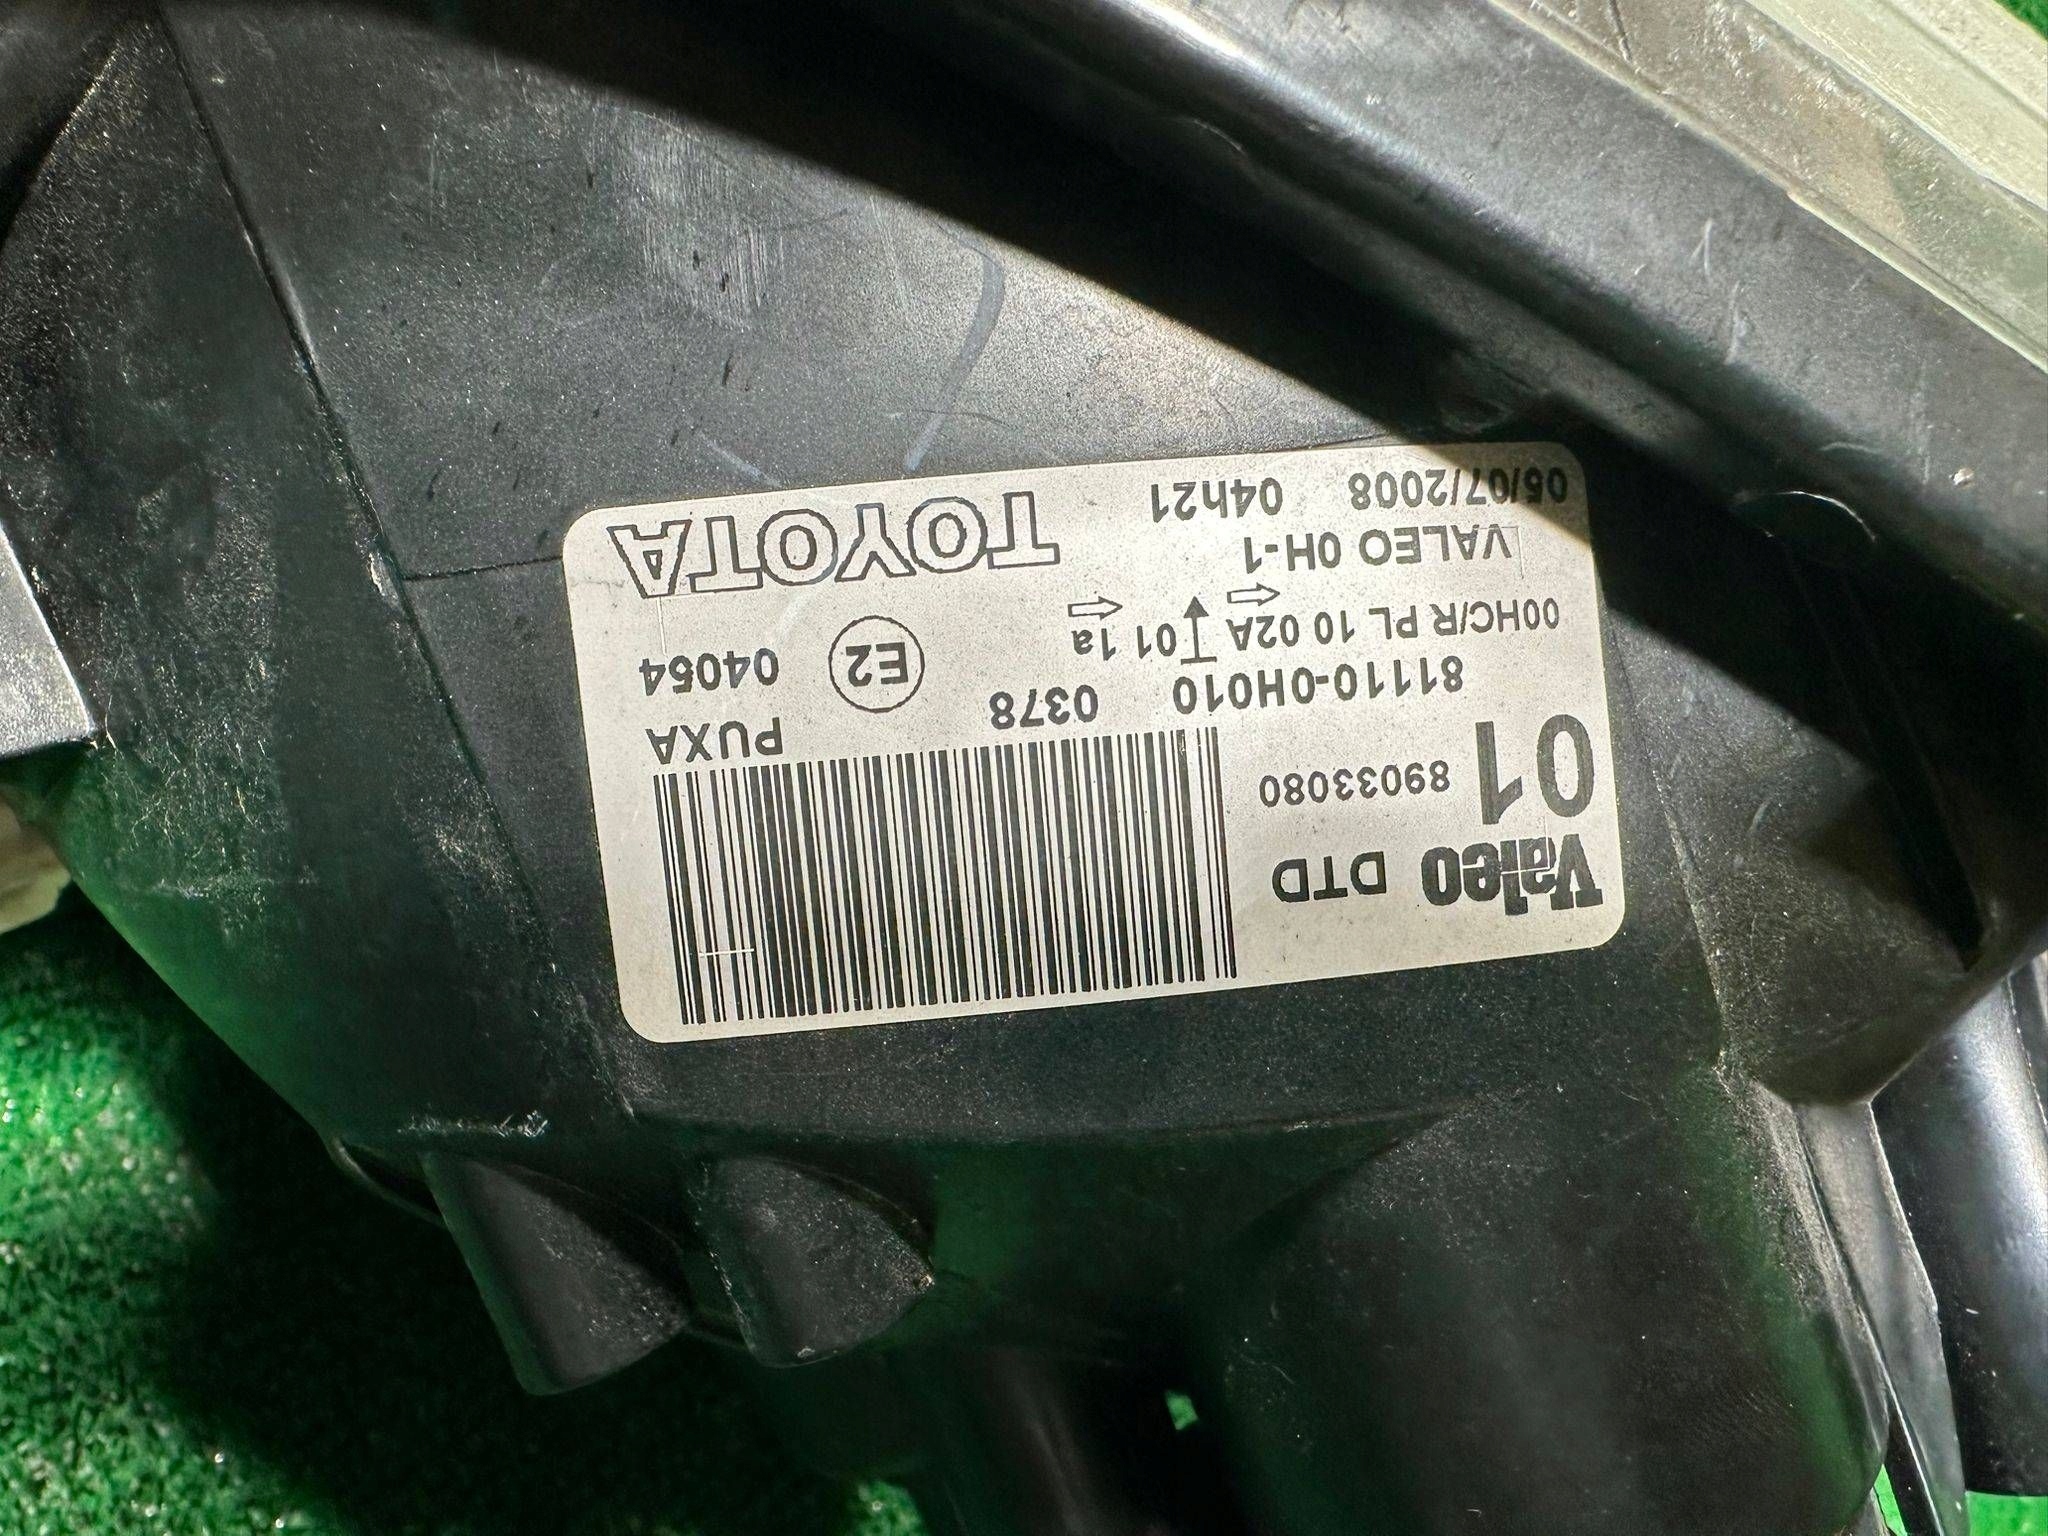 Valeo DTD
01 89033080
81110-0H010 0378 PUXA
00HC/R PL 10 02A 01 1a E2 04054
VALEO 0H-1
05/07/2008 04h21 TOYOTA